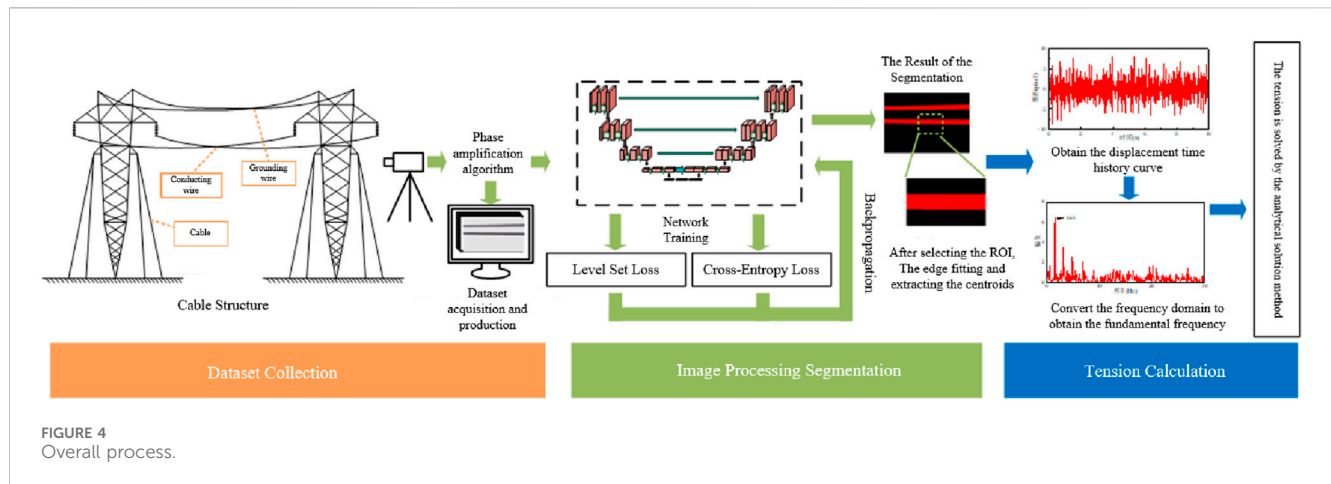 Conducting
wire
Grounding
wire
Cable
Cable Structure
Phase
amplification
algorithm
Dataset
acquisition and
production
Network
Training
Level Set Loss
Cross-Entropy Loss
Backpropagation
The Result of the
Segmentation
After selecting the ROI,
The edge fitting and
extracting the centroids
Obtain the displacement time
history curve
Convert the frequency domain to
obtain the fundamental frequency
The tension is solved by the analytical solution method
Dataset Collection
Image Processing Segmentation
Tension Calculation
FIGURE 4
Overall process.